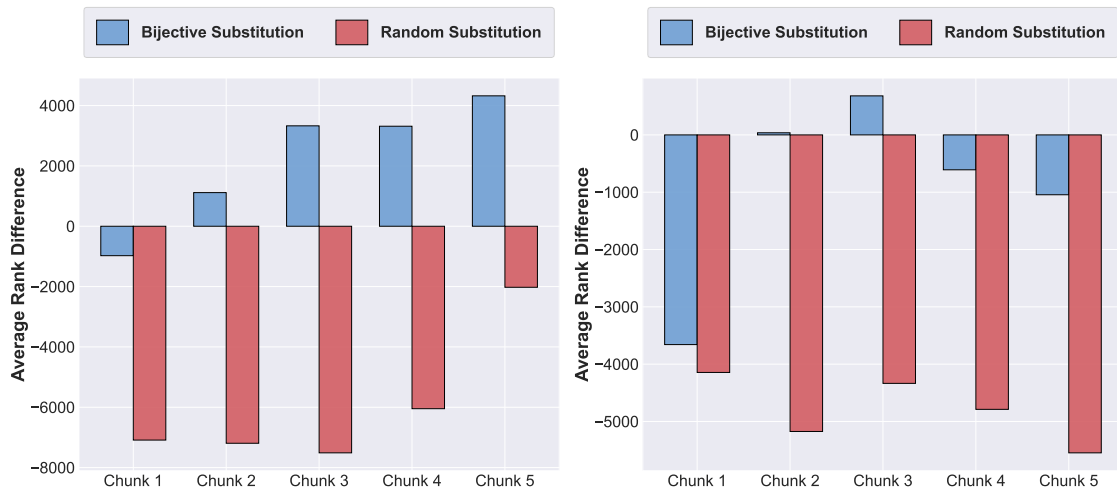 Bijective Substitution Random Substitution
Average Rank Difference
4000
2000
0
−2000
−4000
−6000
−8000
Chunk 1 Chunk 2 Chunk 3 Chunk 4 Chunk 5
Bijective Substitution Random Substitution
Average Rank Difference
0
−1000
−2000
−3000
−4000
−5000
Chunk 1 Chunk 2 Chunk 3 Chunk 4 Chunk 5